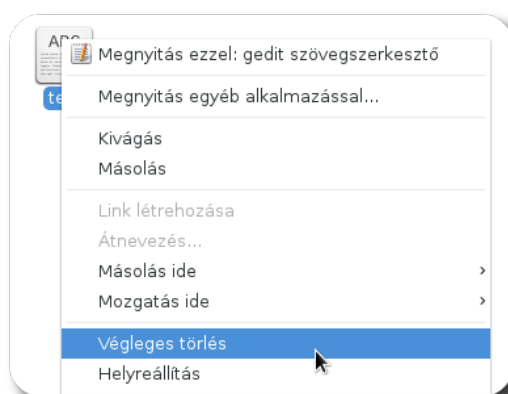 Megnyitás ezzel: gedit szövegszerkesztő
Megnyitás egyéb alkalmazással...
Kivágás
Másolás
Link létrehozása
Átnevezés...
Másolás ide
Mozgatás ide
Végleges törlés
Helyreállítás